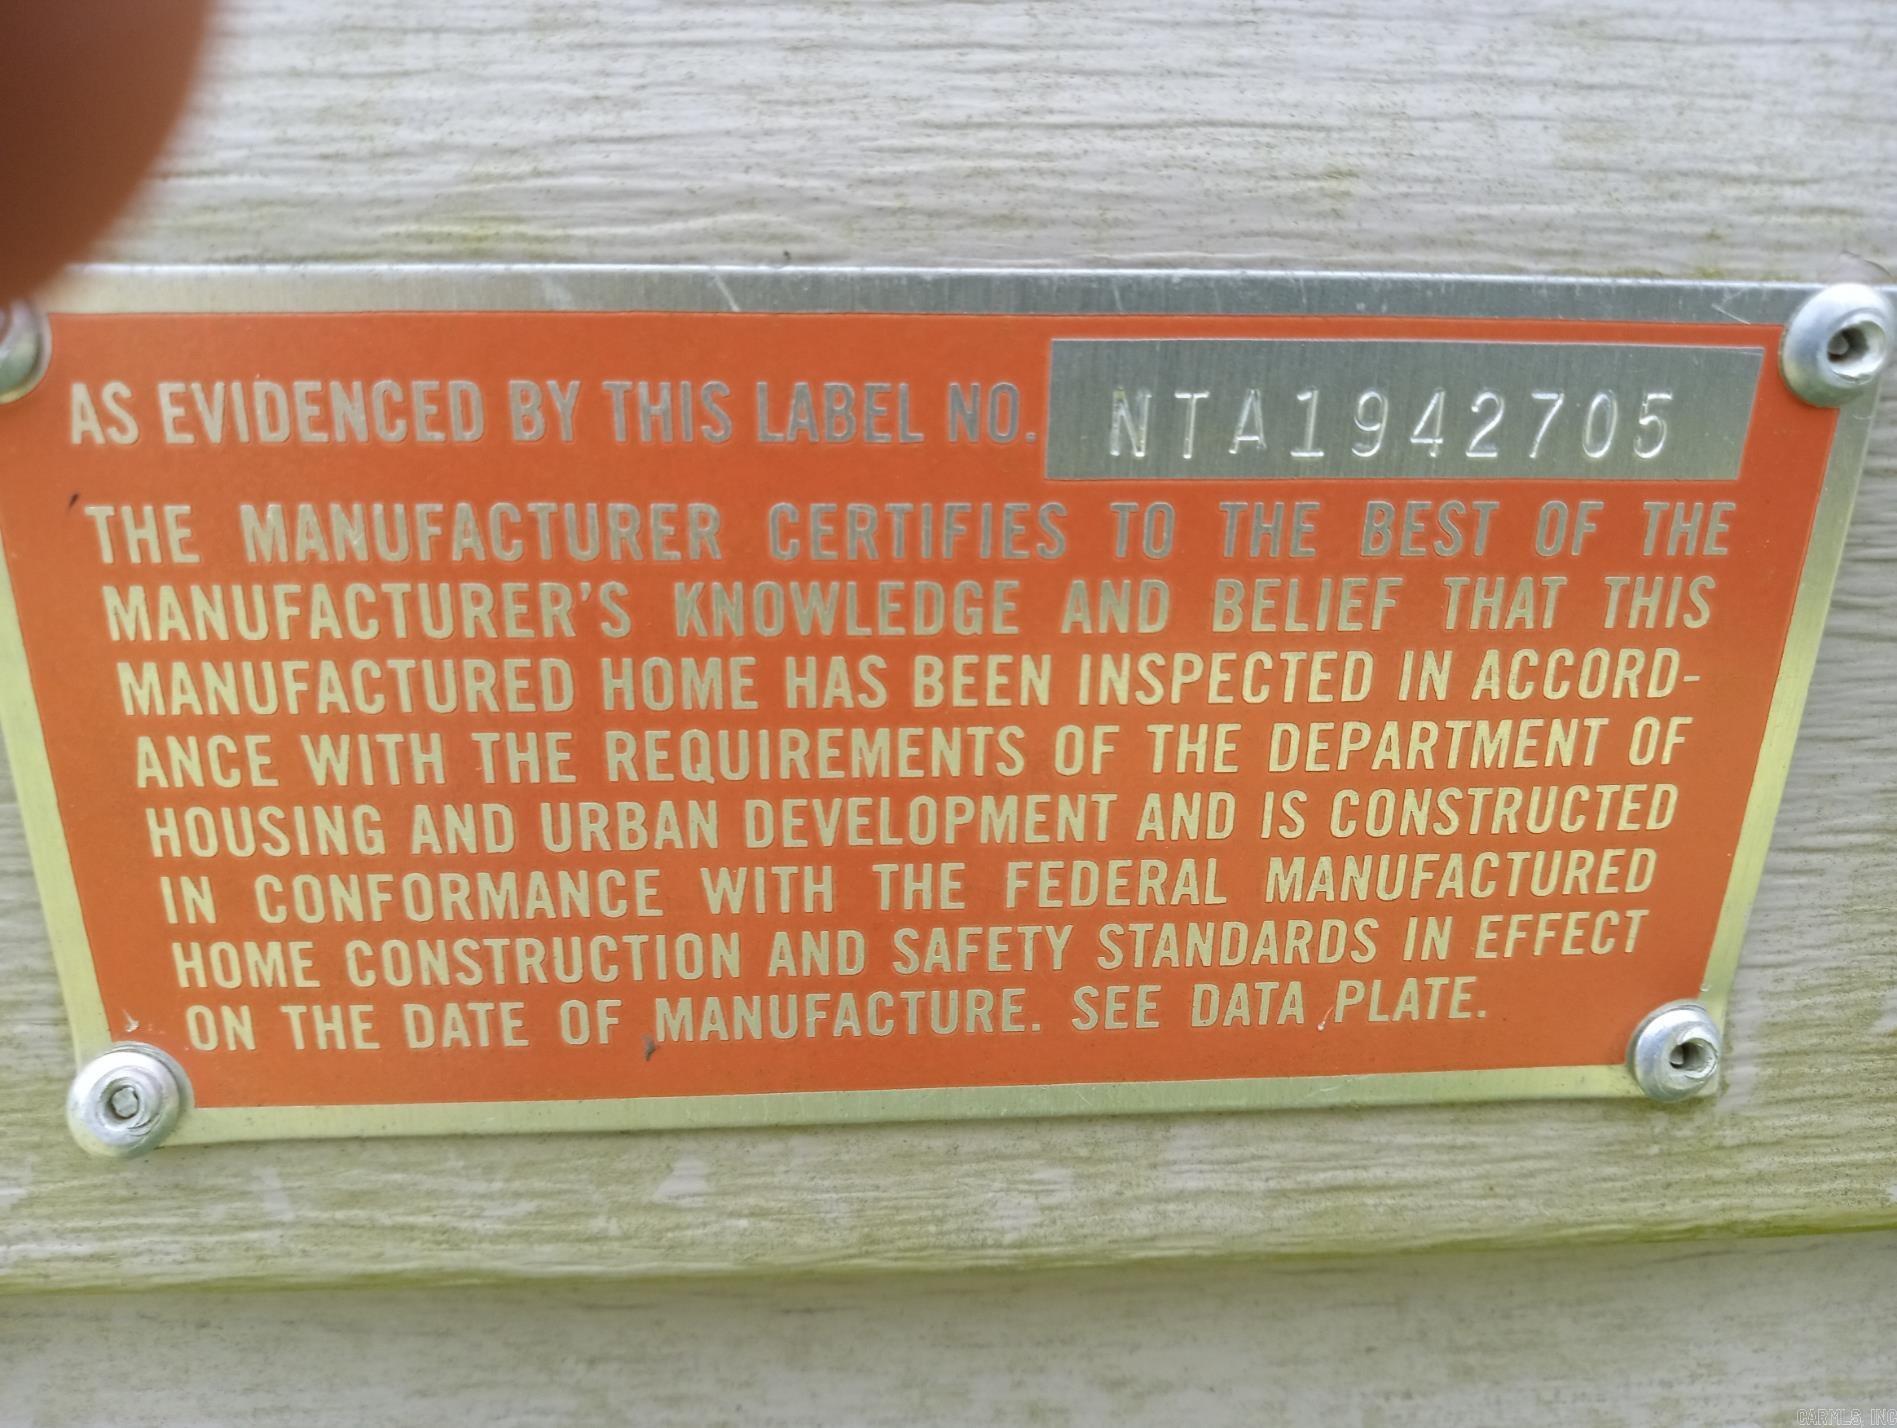 AS EVIDENCED BY THIS LABEL NO. NTA1942705
THE MANUFACTURER CERTIFIES TO THE BEST OF THE
MANUFACTURER'S KNOWLEDGE AND BELIEF THAT THIS
MANUFACTURED HOME HAS BEEN INSPECTED IN ACCORD-
ANCE WITH THE REQUIREMENTS OF THE DEPARTMENT OF
HOUSING AND URBAN DEVELOPMENT AND IS CONSTRUCTED
IN CONFORMANCE WITH THE FEDERAL MANUFACTURED
HOME CONSTRUCTION AND SAFETY STANDARDS IN EFFECT
ON THE DATE OF MANUFACTURE. SEE DATA PLATE.
CARMLS, INC